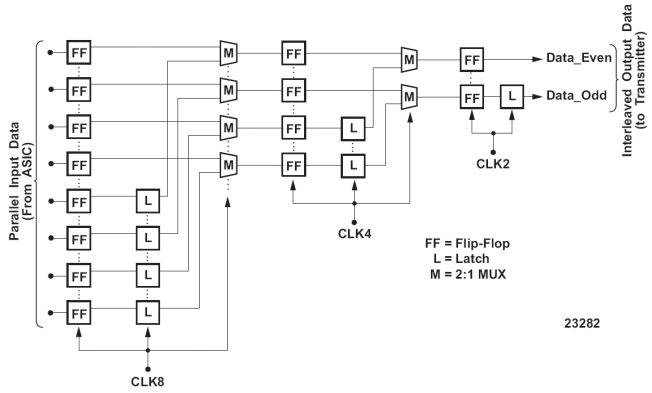 Parallel Input Data
(From ASIC)
FF M FF M FF Data_Even
FF M FF M FF L Data_Odd
FF M FF L
FF M FF L
FF L
FF L
FF L
FF L
CLK8
CLK4
CLK2
Interleaved Output Data
(to Transmitter)
FF = Flip-Flop
L = Latch
M = 2:1 MUX
23282